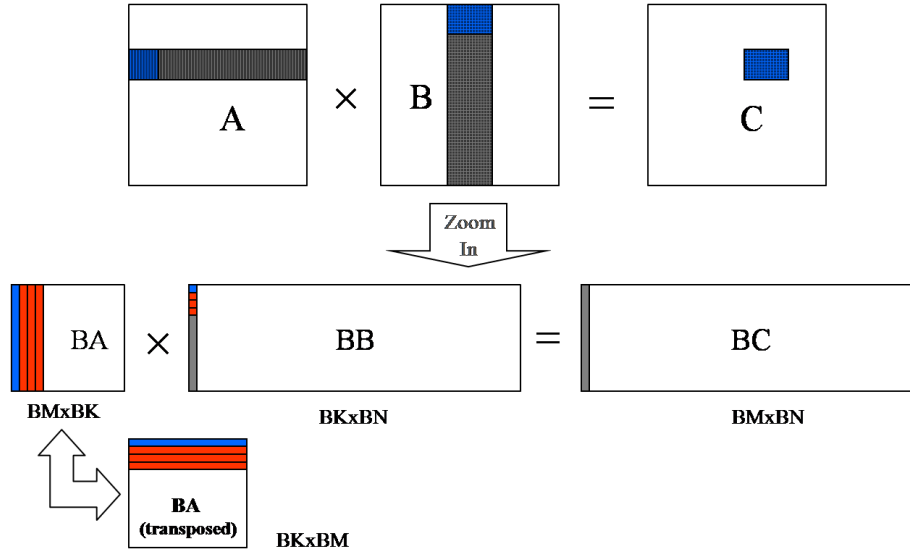 A
×
B
=
C
Zoom
In
BA
×
BB
=
BC
BMxBK
BKxBN
BMxBN
BA
(transposed)
BKxBM